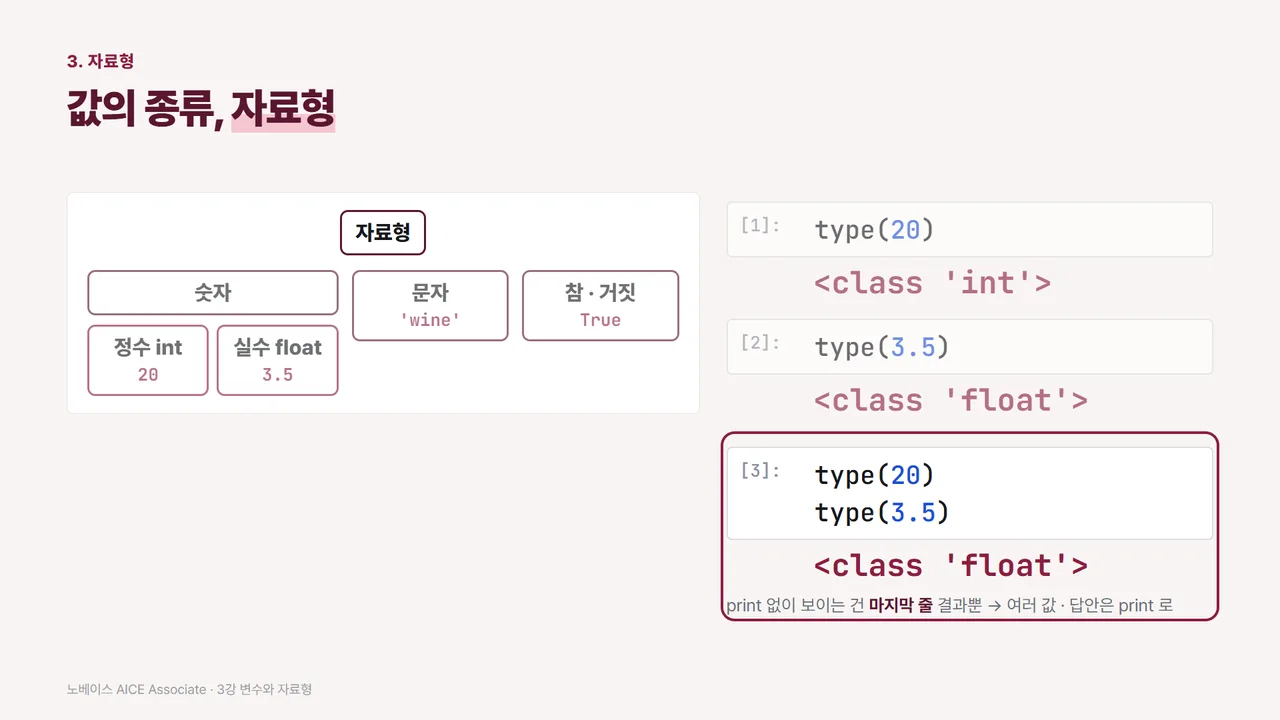 3. 자료형
값의 종류, 자료형
자료형
숫자
문자
'wine'
참 · 거짓
True
정수 int
20
실수 float
3.5
[1]: type(20)
<class 'int'>
[2]: type(3.5)
<class 'float'>
[3]: type(20)
type(3.5)
<class 'float'>
print 없이 보이는 건 마지막 줄 결과뿐 → 여러 값 · 답안은 print 로
노베이스 AICE Associate · 3강 변수와 자료형